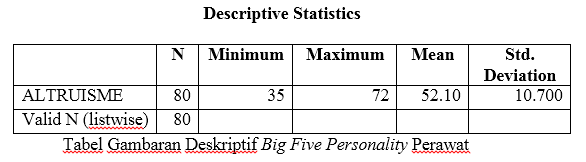 Descriptive Statistics
N Minimum Maximum Mean Std. Deviation
ALTRUISME 80 35 72 52.10 10.700
Valid N (listwise) 80
Tabel Gambaran Deskriptif Big Five Personality Perawat